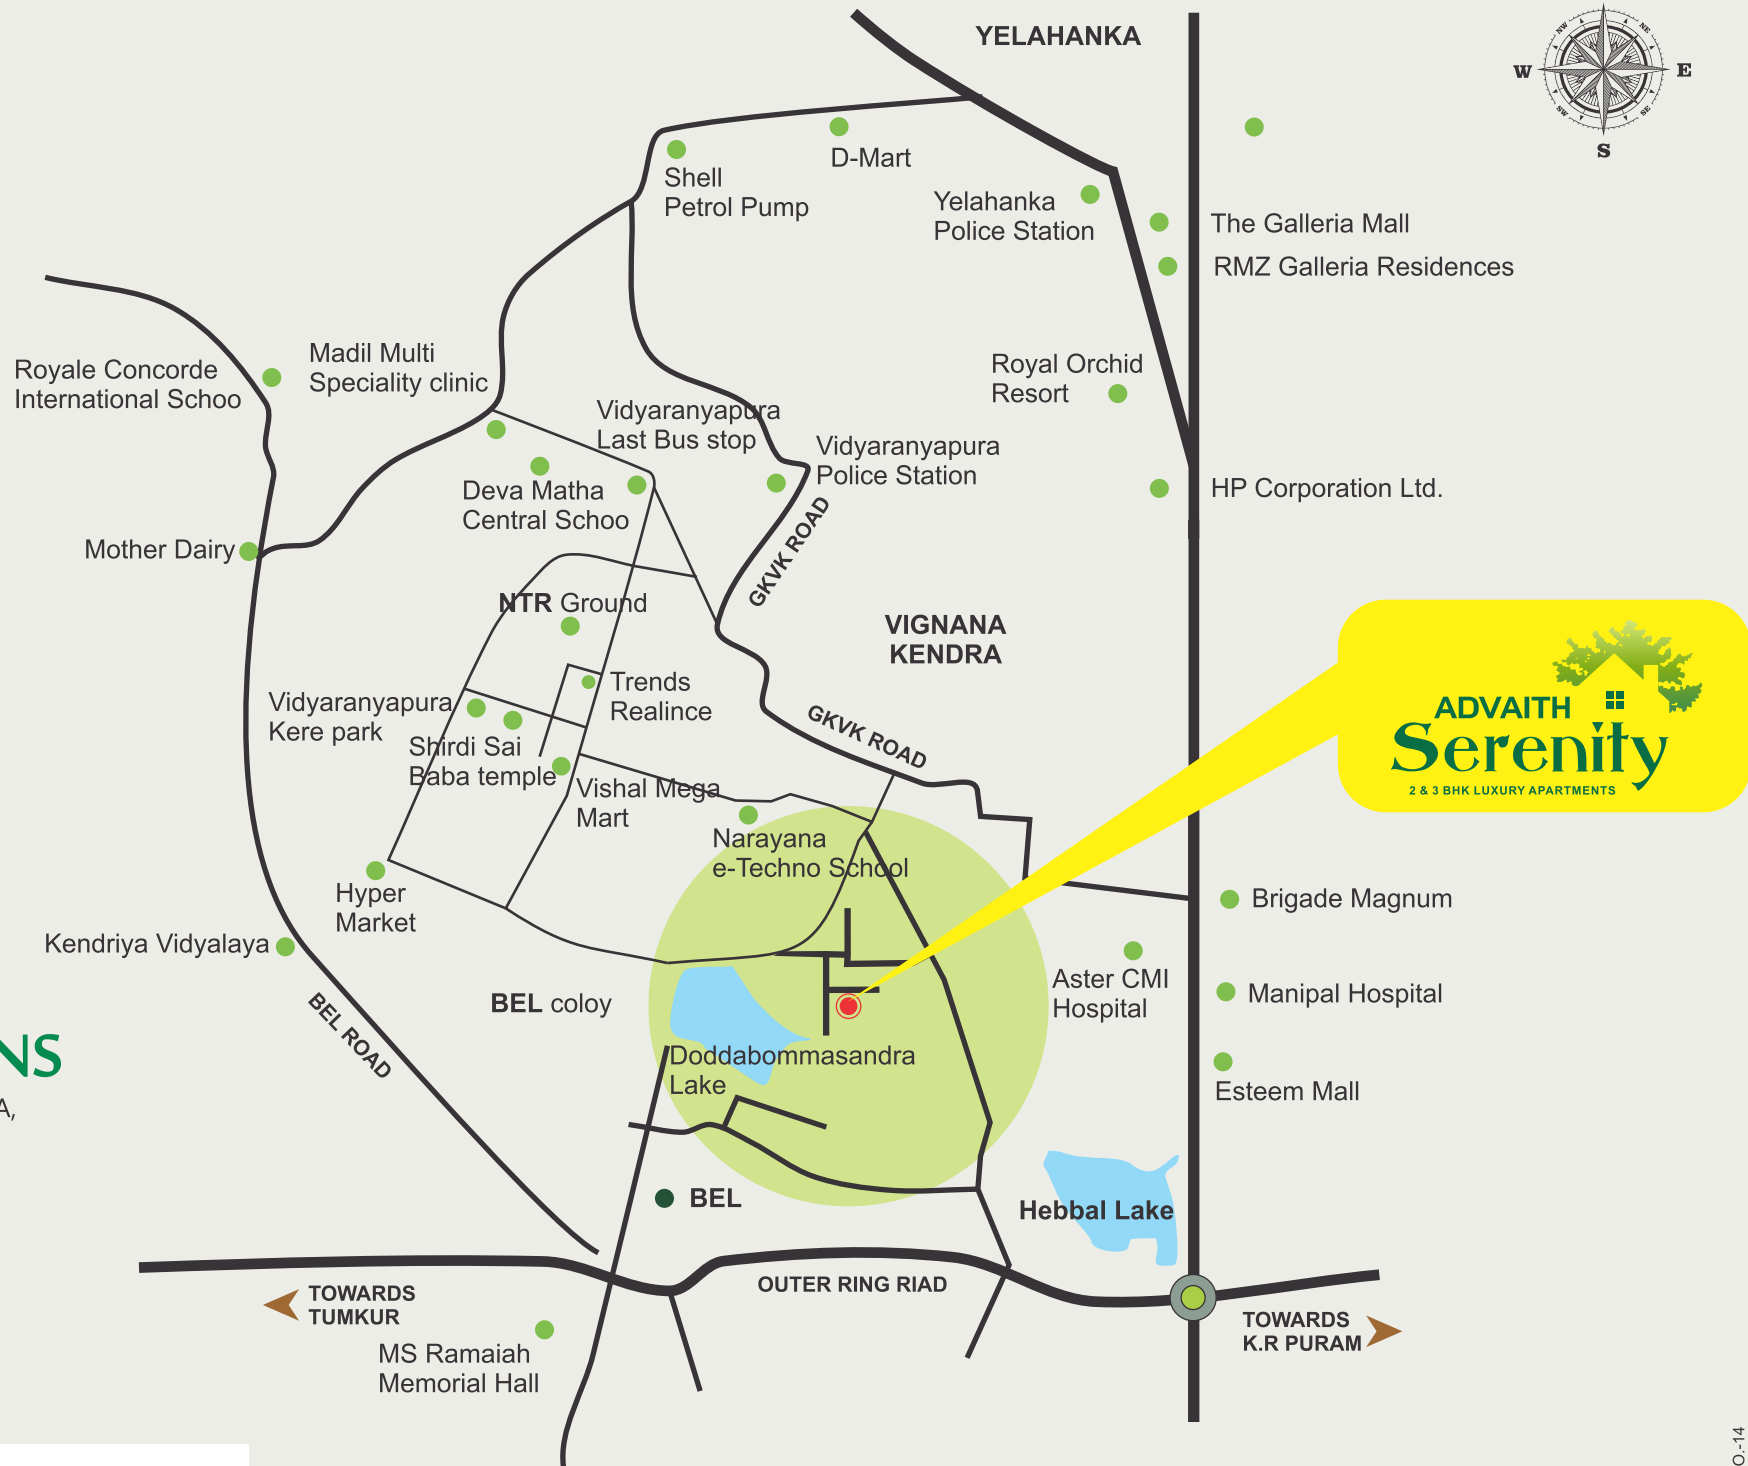 YELAHANKA
NW
NE
W
E
SW
SE
S
D-Mart
Shell
Petrol Pump
Yelahanka
Police Station
The Galleria Mall
RMZ Galleria Residences
Royale Concorde
International Schoo
Madil Multi
Speciality clinic
Royal Orchid
Resort
Vidyaranyapura
Last Bus stop
Vidyaranyapura
Police Station
Deva Matha
Central Schoo
HP Corporation Ltd.
Mother Dairy
GKVK ROAD
NTR Ground
VIGNANA
KENDRA
Trends
Realince
Vidyaranyapura
Kere park
Shirdi Sai
Baba temple
GKVK ROAD
ADVAITH
Serenity
2 & 3 BHK LUXURY APARTMENTS
Vishal Mega
Mart
Narayana
e-Techno School
Hyper
Market
Brigade Magnum
Kendriya Vidyalaya
Aster CMI
Hospital
Manipal Hospital
BEL coloy
BEL ROAD
NS
A,
Doddabommasandra
Lake
Esteem Mall
BEL
Hebbal Lake
OUTER RING RIAD
TOWARDS
TUMKUR
TOWARDS
K.R PURAM
MS Ramaiah
Memorial Hall
O.-14